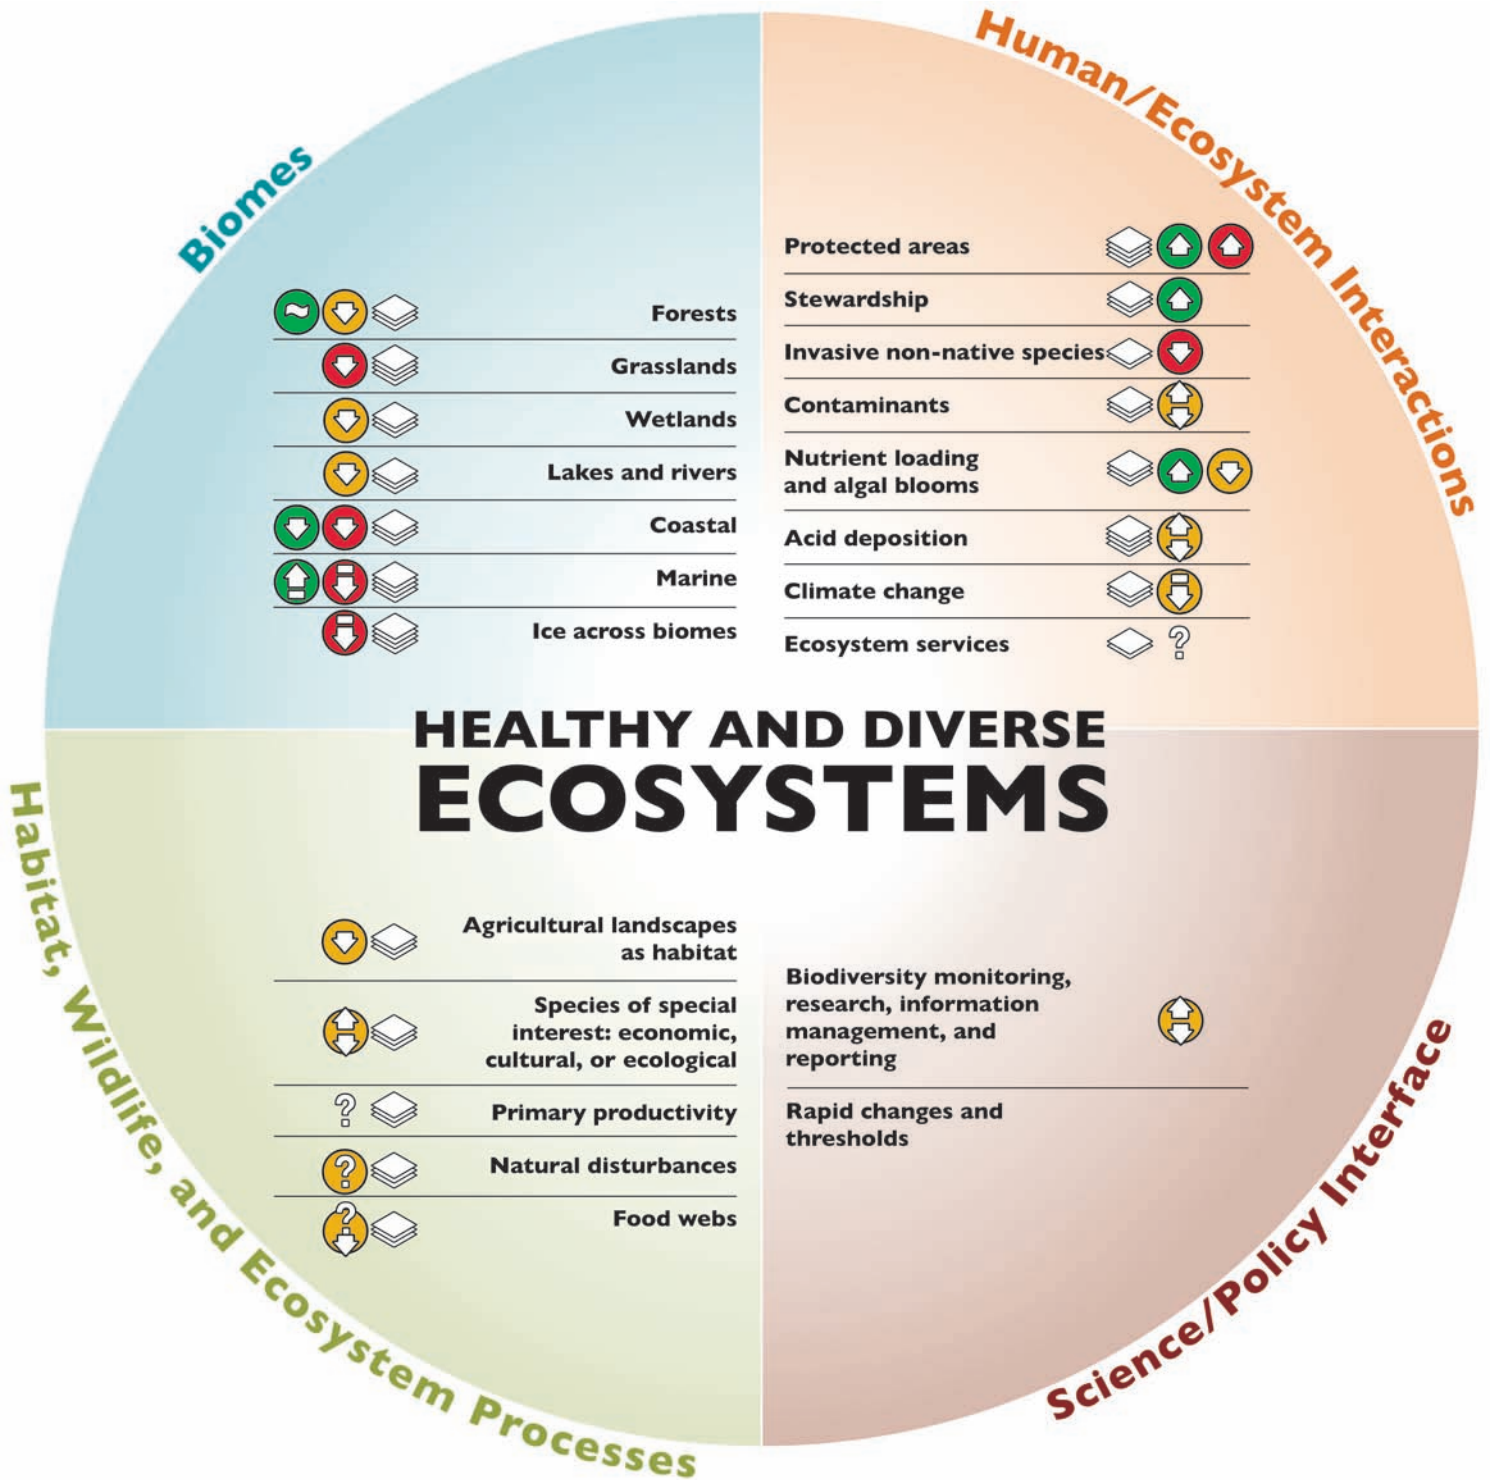 Biomes
Forests
Grasslands
Wetlands
Lakes and rivers
Coastal
Marine
Ice across biomes
Human/Ecosystem Interactions
Protected areas
Stewardship
Invasive non-native species
Contaminants
Nutrient loading
and algal blooms
Acid deposition
Climate change
Ecosystem services
?
HEALTHY AND DIVERSE
ECOSYSTEMS
Habitat, Wildlife, and Ecosystem Processes
Agricultural landscapes
as habitat
Species of special
interest: economic,
cultural, or ecological
? Primary productivity
? Natural disturbances
? Food webs
Science/Policy Interface
Biodiversity monitoring,
research, information
management, and
reporting
Rapid changes and
thresholds